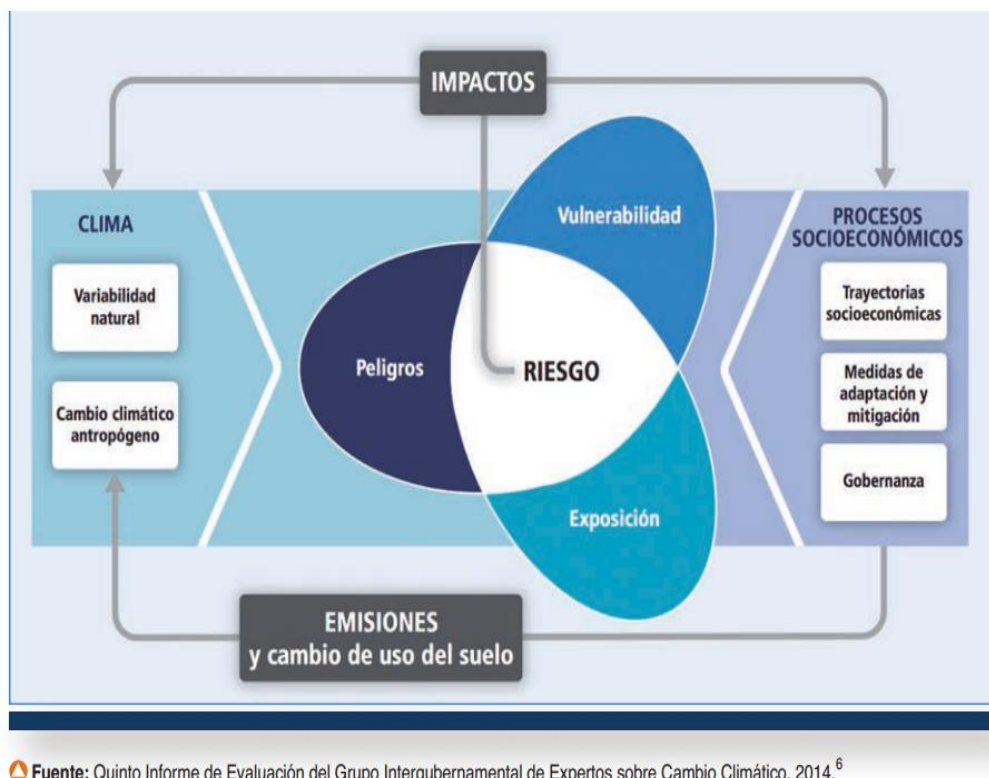 IMPACTOS
CLIMA
Variabilidad
natural
Cambio climático
antropógeno
Peligros
Vulnerabilidad
RIESGO
Exposición
PROCESOS
SOCIOECONÓMICOS
Trayectorias
socioeconómicas
Medidas de
adaptación y
mitigación
Gobernanza
EMISIONES
y cambio de uso del suelo
Fuente: Quinto Informe de Evaluación del Grupo Intergubernamental de Expertos sobre Cambio Climático, 2014.⁶